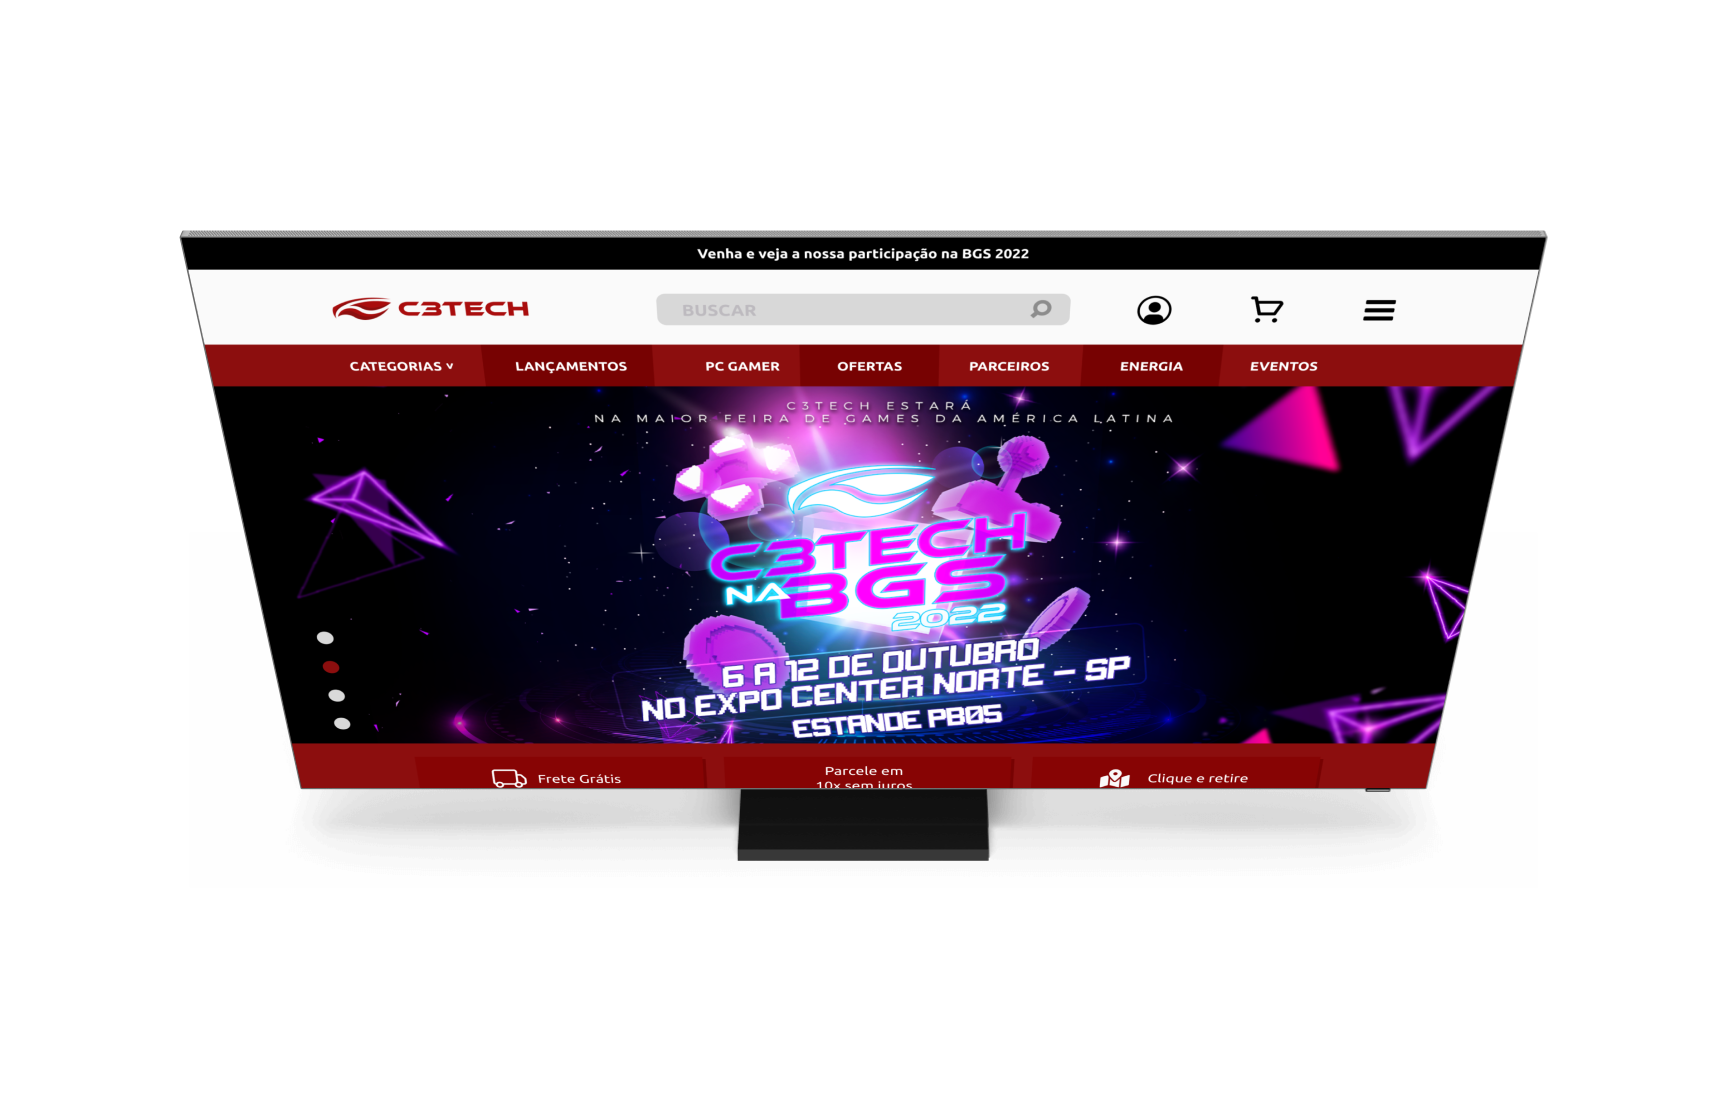 Venha e veja a nossa participação na BGS 2022
C3TECH
BUSCAR
CATEGORIAS v
LANÇAMENTOS
PC GAMER
OFERTAS
PARCEIROS
ENERGIA
EVENTOS
C3TECH ESTARÁ
NA MAIOR FEIRA DE GAMES DA AMÉRICA LATINA
C3TECH
NA BGS
2022
6 A 12 DE OUTUBRO
NO EXPO CENTER NORTE – SP
ESTANDE PB05
Frete Grátis
Parcele em
10x sem juros
Clique e retire